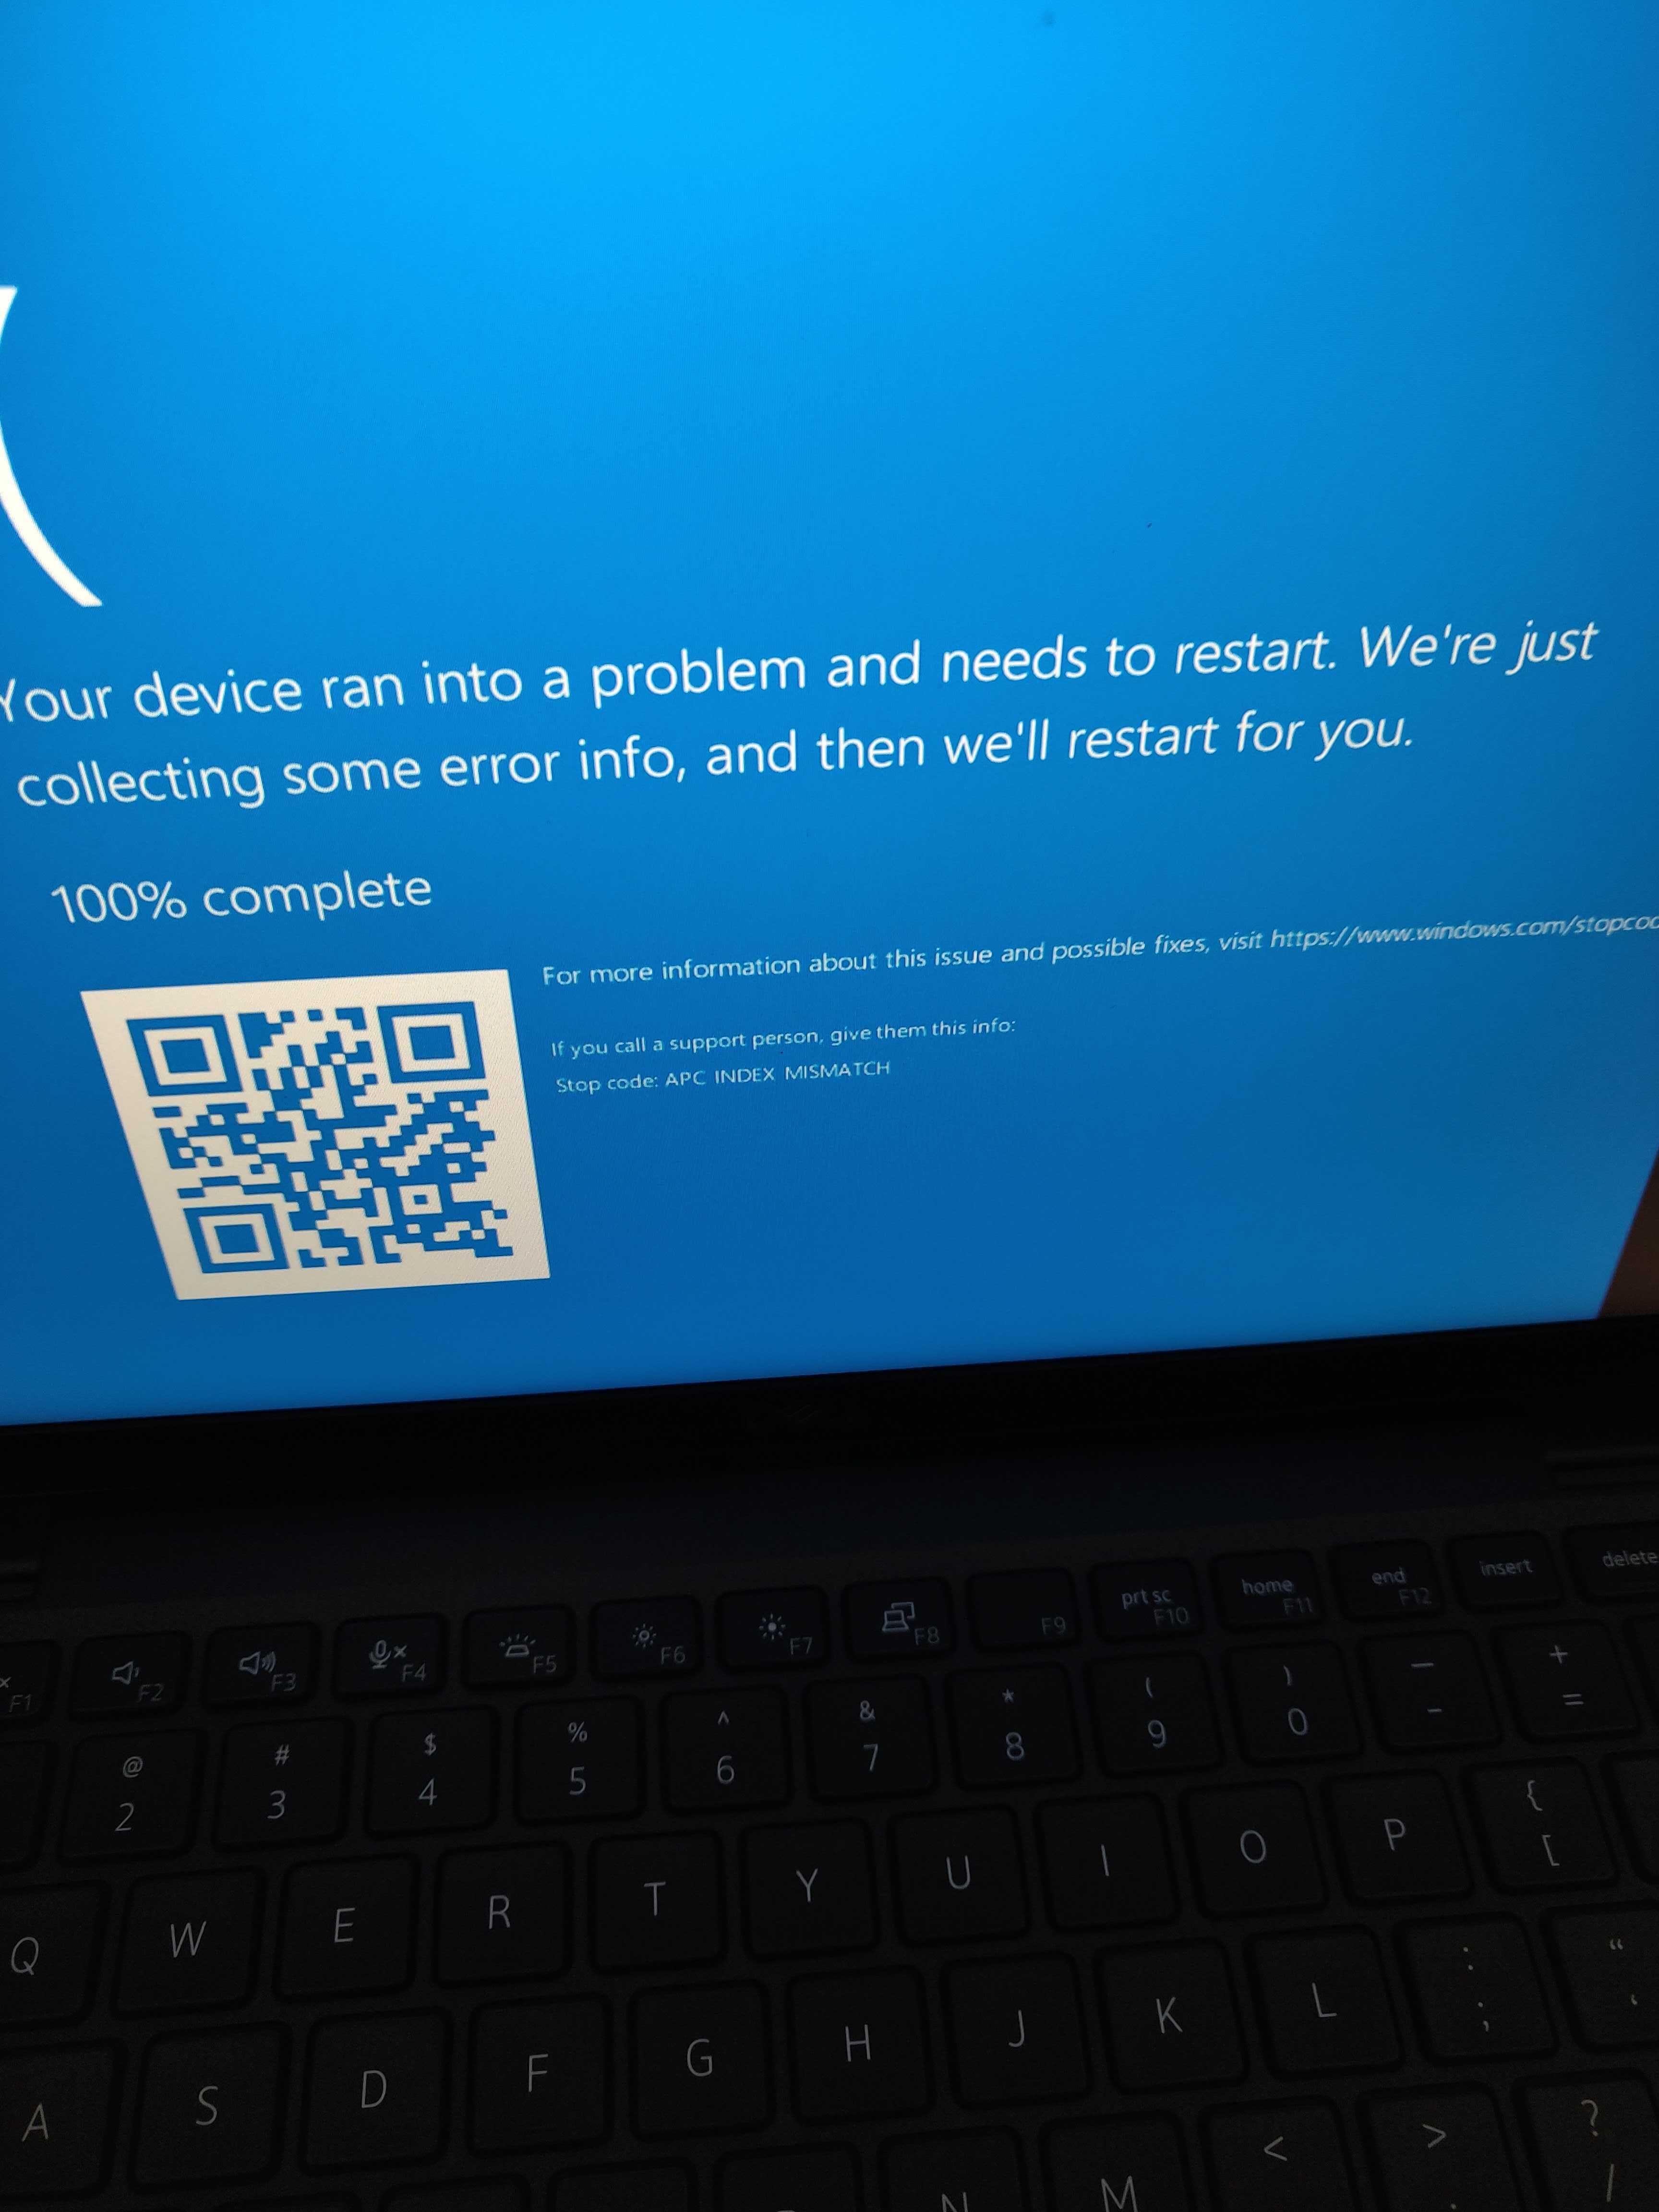 (
Your device ran into a problem and needs to restart. We're just
collecting some error info, and then we'll restart for you.
100% complete
For more information about this issue and possible fixes, visit https://www.windows.com/stopcod
If you call a support person, give them this info:
Stop code: APC INDEX MISMATCH
F1 F2 F3 F4 F5 F6 F7 F8 F9 prt sc F10 home F11 end F12 insert delete
@ # $ % ^ & * ( ) _ +
2 3 4 5 6 7 8 9 0 - =
{
Q W E R T Y U I O P [
: “
A S D F G H J K L ; ‘
< > ?
N M . /